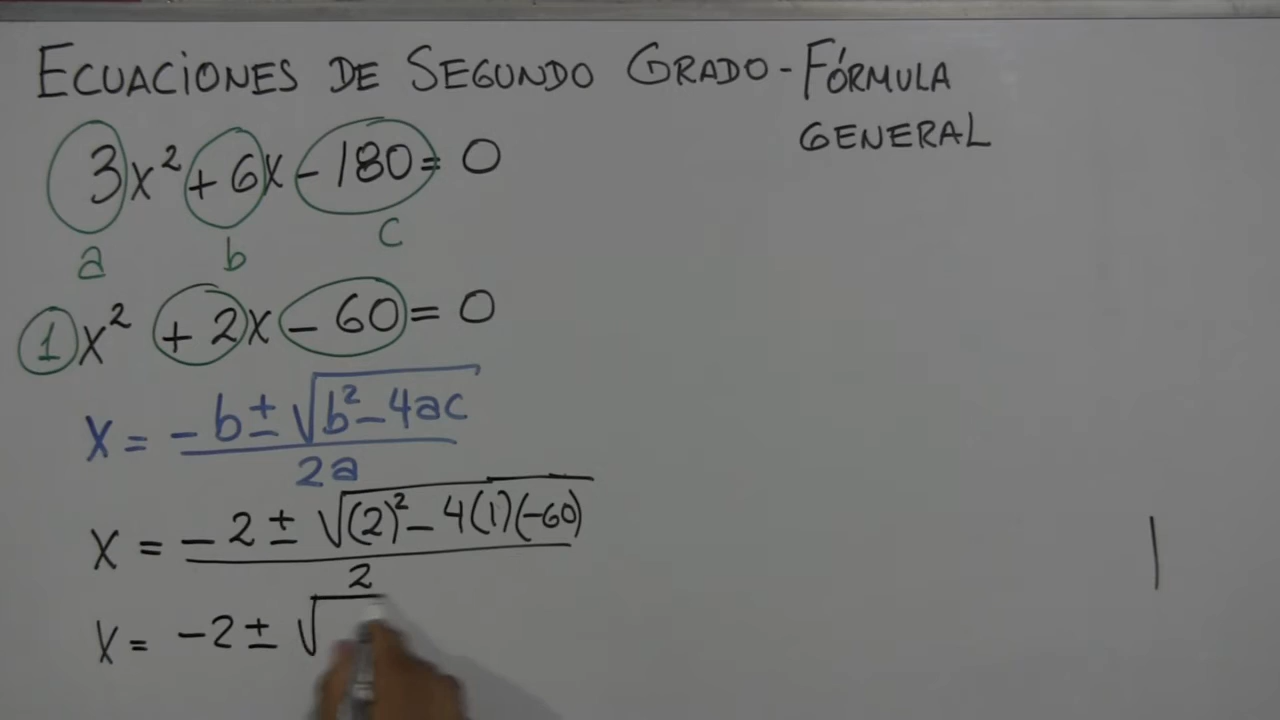 ECUACIONES DE SEGUNDO GRADO - FÓRMULA
GENERAL
3x² + 6x - 180 = 0
a b c
1x² + 2x - 60 = 0
X = -b ± √(b² - 4ac)
2a
X = -2 ± √((2)² - 4(1)(-60))
2
X = -2 ± √